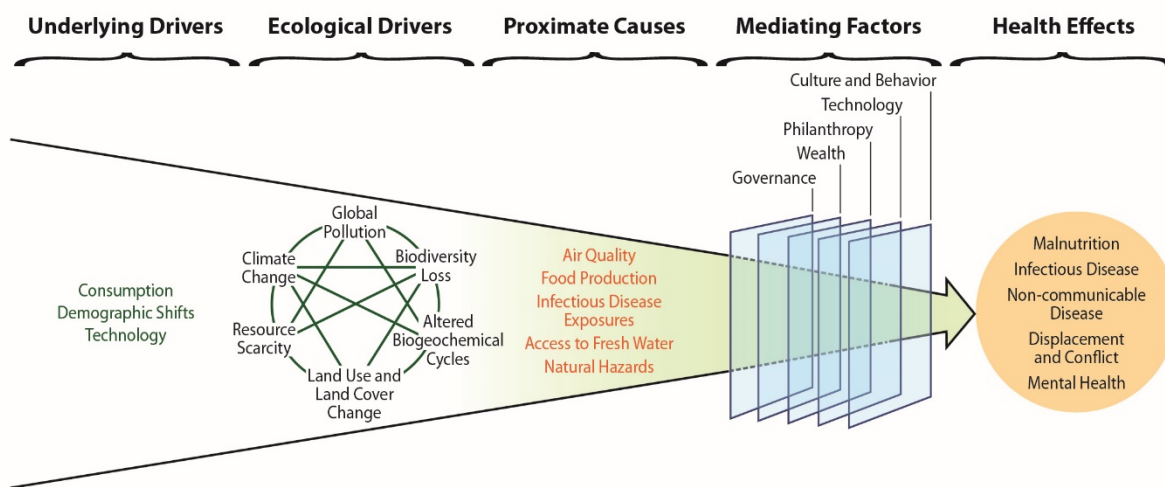 Underlying Drivers
Ecological Drivers
Proximate Causes
Mediating Factors
Health Effects
Consumption
Demographic Shifts
Technology
Global
Pollution
Climate
Change
Biodiversity
Loss
Resource
Scarcity
Altered
Biogeochemical
Cycles
Land Use and
Land Cover
Change
Air Quality
Food Production
Infectious Disease
Exposures
Access to Fresh Water
Natural Hazards
Culture and Behavior
Technology
Philanthropy
Wealth
Governance
Malnutrition
Infectious Disease
Non-communicable
Disease
Displacement
and Conflict
Mental Health